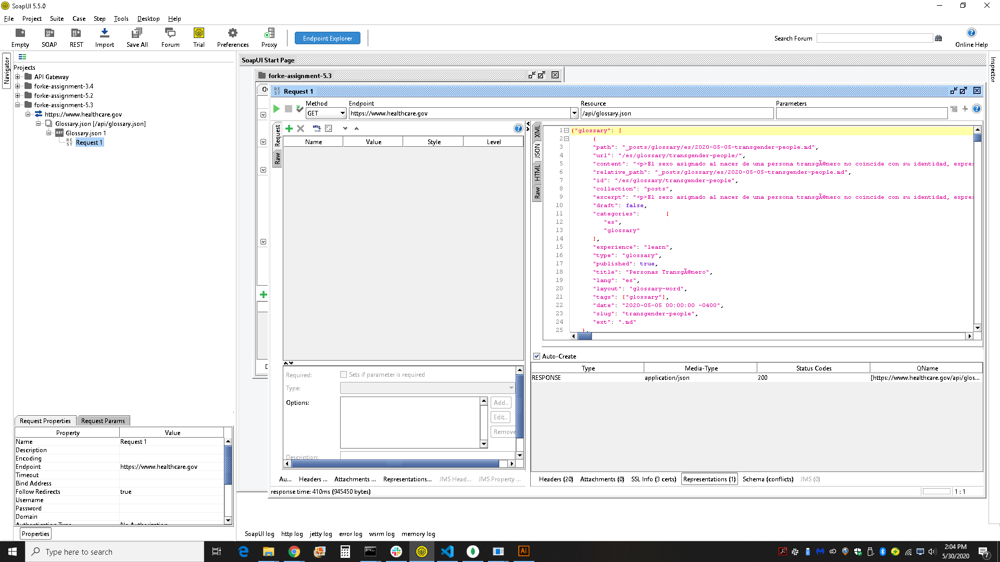 SoapUI 5.5.0
File Project Suite Case Step Tools Desktop Help
Empty SOAP REST Import Save All Forum Trial Preferences Proxy Endpoint Explorer Search Forum Online Help
Navigator
Inspector
Projects
API Gateway
forke-assignment-3.4
forke-assignment-5.2
forke-assignment-5.3
https://www.healthcare.gov
Glossary.json [/api/glossary.json]
Glossary.json 1
Request 1
SoapUI Start Page
forke-assignment-5.3
Request 1
Method Endpoint Resource Parameters
GET https://www.healthcare.gov /api/glossary.json
Request
Raw
Name Value Style Level
XML
JSON
HTML
Raw
1 {"glossary": [
2 {
3 "path": "_posts/glossary/es/2020-05-05-transgender-people.md",
4 "url": "/es/glossary/transgender-people/",
5 "content": "<p>El sexo asignado al nacer de una persona transgÃ©nero no coincide con su identidad, expres
6 "relative_path": "_posts/glossary/es/2020-05-05-transgender-people.md",
7 "id": "/es/glossary/transgender-people",
8 "collection": "posts",
9 "excerpt": "<p>El sexo asignado al nacer de una persona transgÃ©nero no coincide con su identidad, expres
10 "draft": false,
11 "categories": [
12 "es",
13 "glossary"
14 ],
15 "experience": "learn",
16 "type": "glossary",
17 "published": true,
18 "title": "Personas TransgÃ©nero",
19 "lang": "es",
20 "layout": "glossary-word",
21 "tags": ["glossary"],
22 "date": "2020-05-05 00:00:00 -0400",
23 "slug": "transgender-people",
24 "ext": ".md"
25 },
Required: Sets if parameter is required
Type:
Options:
Add..
Edit..
Remove
Description:
Au... Headers ... Attachments ... Representations... JMS Head... JMS Property ...
response time: 410ms (945450 bytes)
Auto-Create
Type Media-Type Status Codes QName
RESPONSE application/json 200 {https://www.healthcare.gov/api/glos...
Headers (20) Attachments (0) SSL Info (3 certs) Representations (1) Schema (conflicts) JMS (0)
1 : 1
Request Properties Request Params
Property Value
Name Request 1
Description
Encoding
Endpoint https://www.healthcare.gov
Timeout
Bind Address
Follow Redirects true
Username
Password
Domain
Authentication Type No Authorization
Properties
SoapUI log http log jetty log error log wsrm log memory log
Type here to search
Ai
2:04 PM
5/30/2020
7